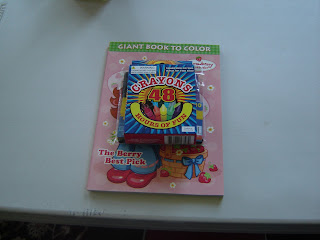 GIANT BOOK TO COLOR
CRAYONS
48
HOURS OF FUN
The Berry
Best Pick